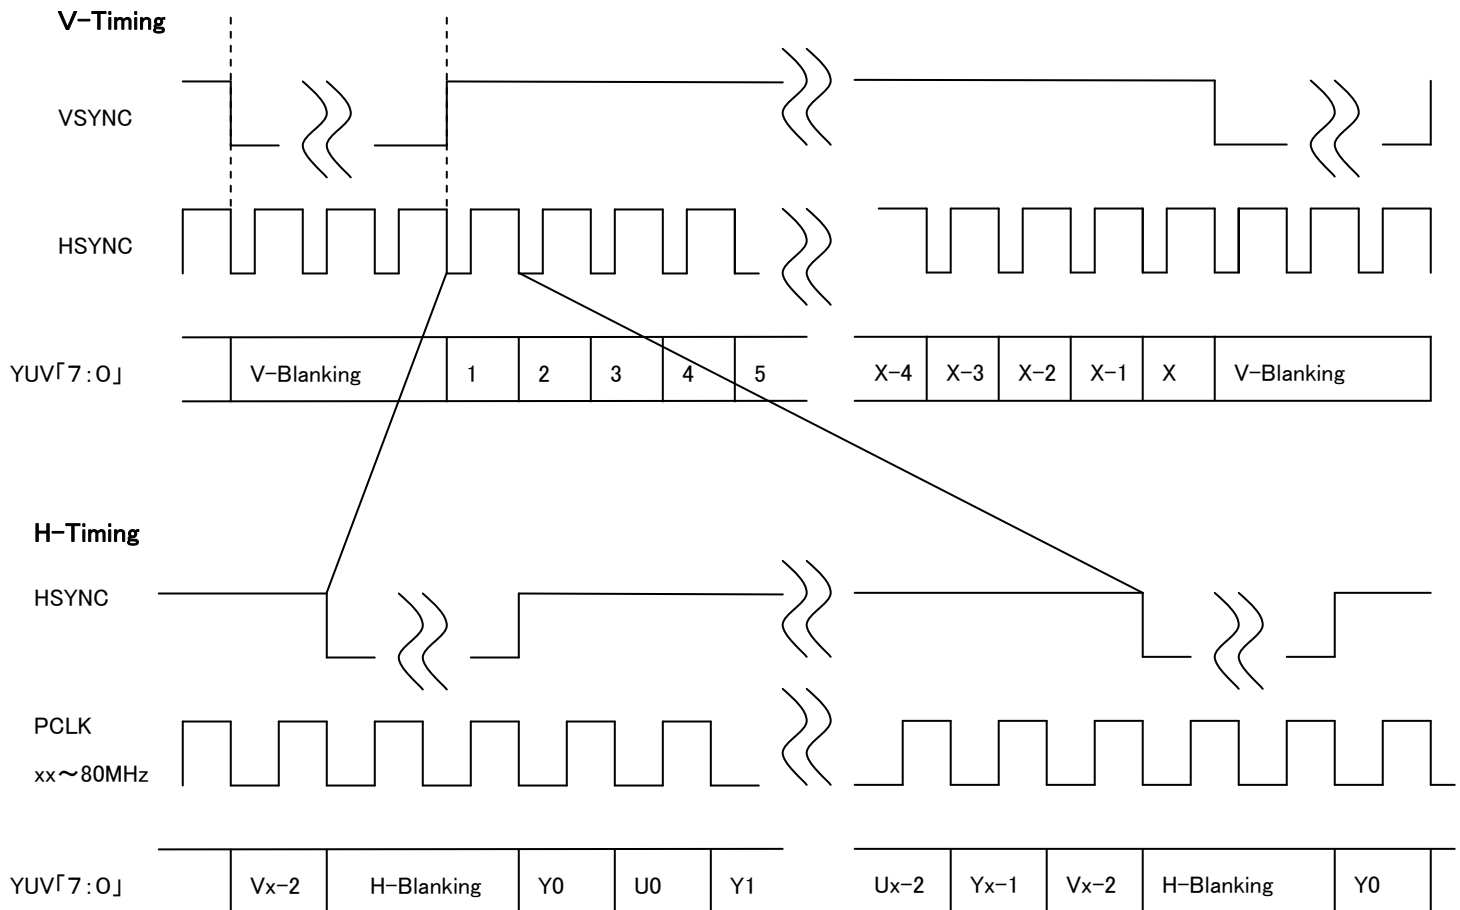 V-Timing
VSYNC
HSYNC
YUV「7:0」 V-Blanking 1 2 3 4 5 X-4 X-3 X-2 X-1 X V-Blanking
H-Timing
HSYNC
PCLK
xx~80MHz
YUV「7:0」 Vx-2 H-Blanking Y0 U0 Y1 Ux-2 Yx-1 Vx-2 H-Blanking Y0